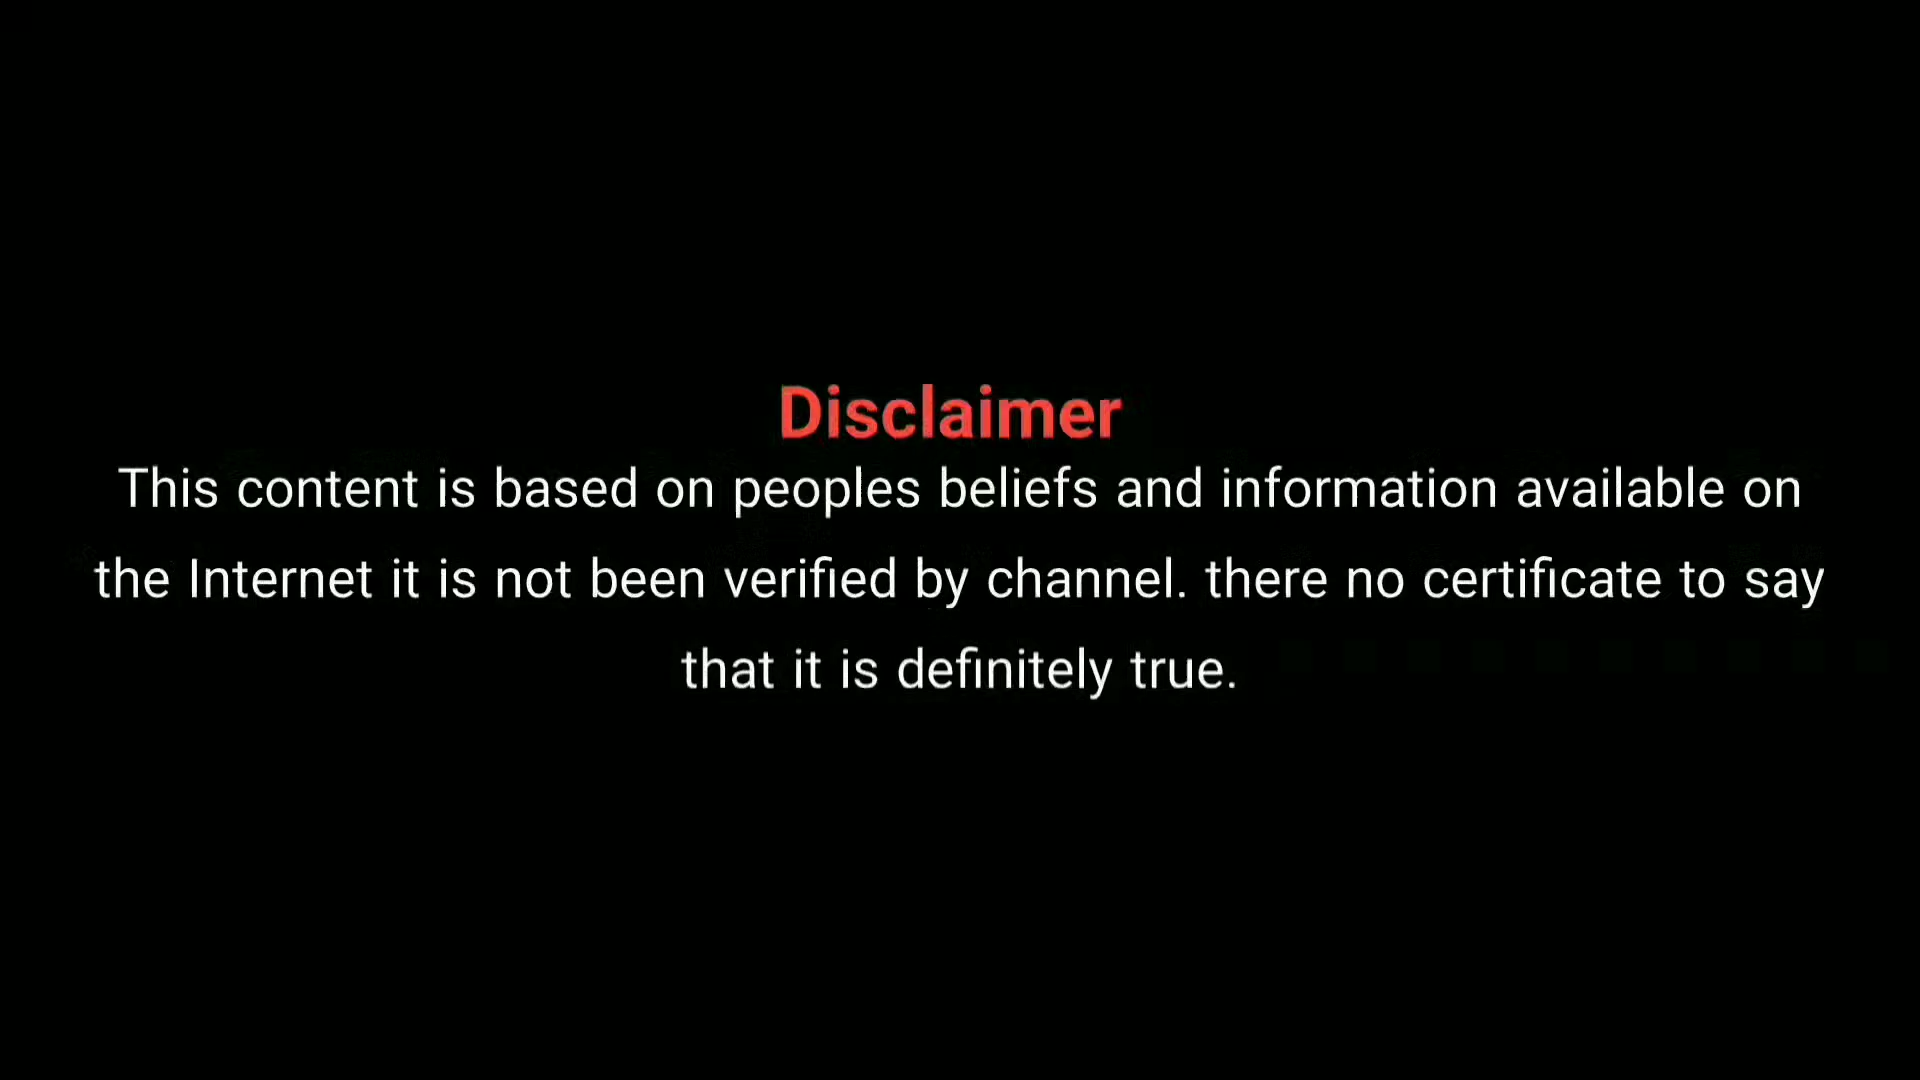 Disclaimer
This content is based on peoples beliefs and information available on
the Internet it is not been verified by channel. there no certificate to say
that it is definitely true.